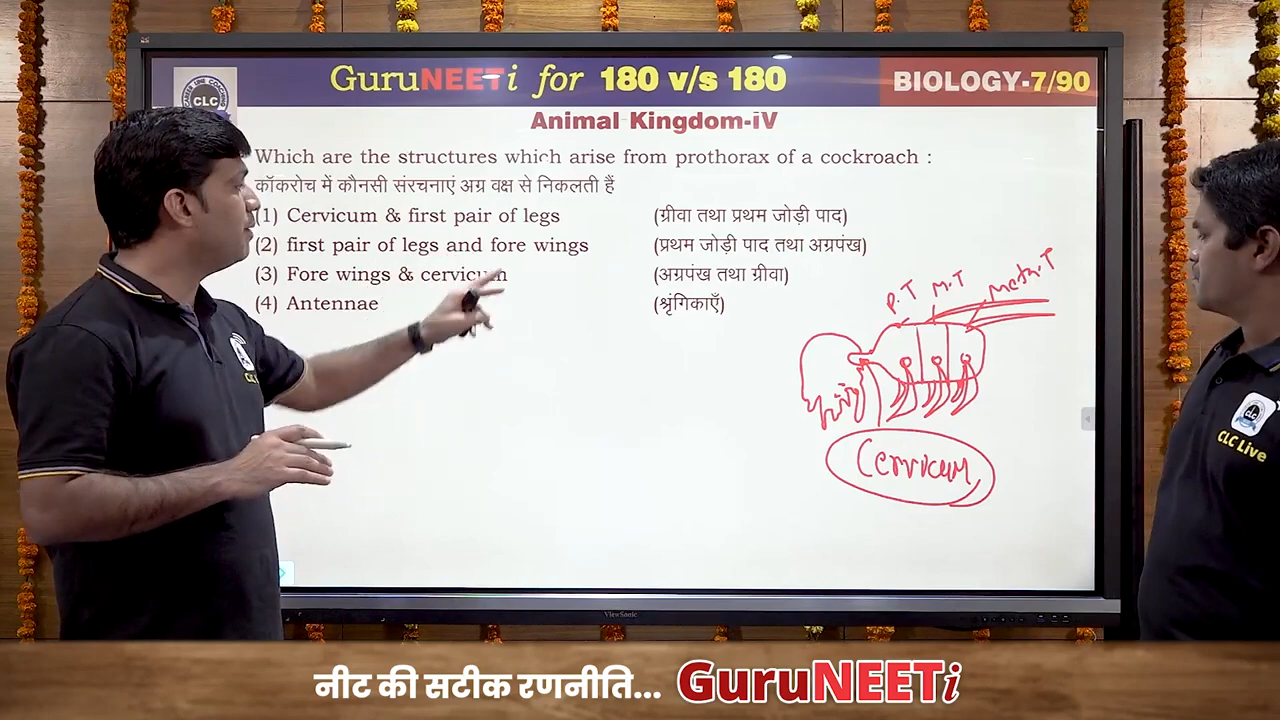 GuruNEETi for 180 v/s 180
BIOLOGY-7/90
CLC
Animal Kingdom-iV
Which are the structures which arise from prothorax of a cockroach :
कॉकरोच में कौनसी संरचनाएं अग्र वक्ष से निकलती हैं
(1) Cervicum & first pair of legs (ग्रीवा तथा प्रथम जोड़ी पाद)
(2) first pair of legs and fore wings (प्रथम जोड़ी पाद तथा अग्रपंख)
(3) Fore wings & cervicum (अग्रपंख तथा ग्रीवा)
(4) Antennae (श्रृंगिकाएँ)
P.T M.T Meta.T
Cervicum
CLC
CLC Live
ViewSonic
नीट की सटीक रणनीति... GuruNEETi